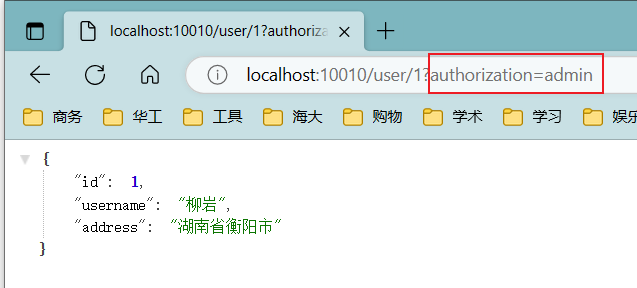 localhost:10010/user/1?authoriza
localhost:10010/user/1?authorization=admin
商务 华工 工具 海大 购物 学术 学习 娱乐
{
"id": 1,
"username": "柳岩",
"address": "湖南省衡阳市"
}